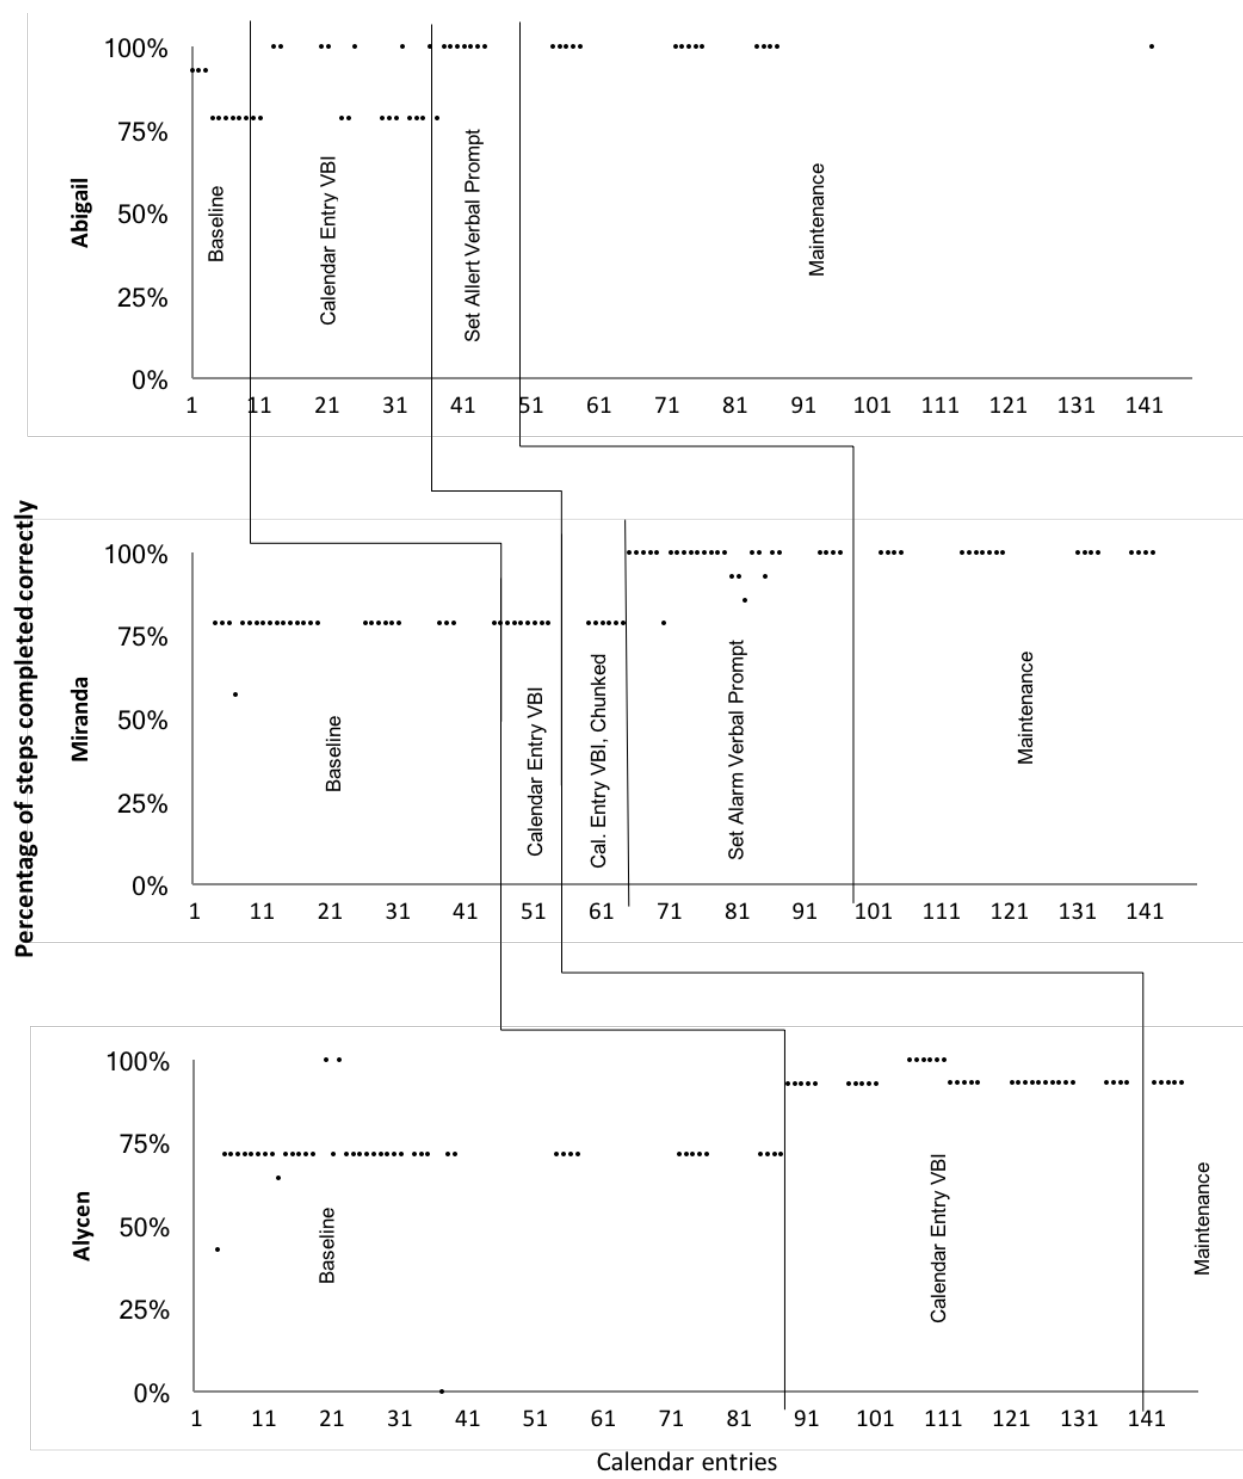 Percentage of steps completed correctly
Abigail
100%
75%
50%
25%
0%
Baseline
Calendar Entry VBI
Set Allert Verbal Prompt
Maintenance
1 11 21 31 41 51 61 71 81 91 101 111 121 131 141
Miranda
100%
75%
50%
25%
0%
Baseline
Calendar Entry VBI
Cal. Entry VBI, Chunked
Set Alarm Verbal Prompt
Maintenance
1 11 21 31 41 51 61 71 81 91 101 111 121 131 141
Alycen
100%
75%
50%
25%
0%
Baseline
Calendar Entry VBI
Maintenance
1 11 21 31 41 51 61 71 81 91 101 111 121 131 141
Calendar entries